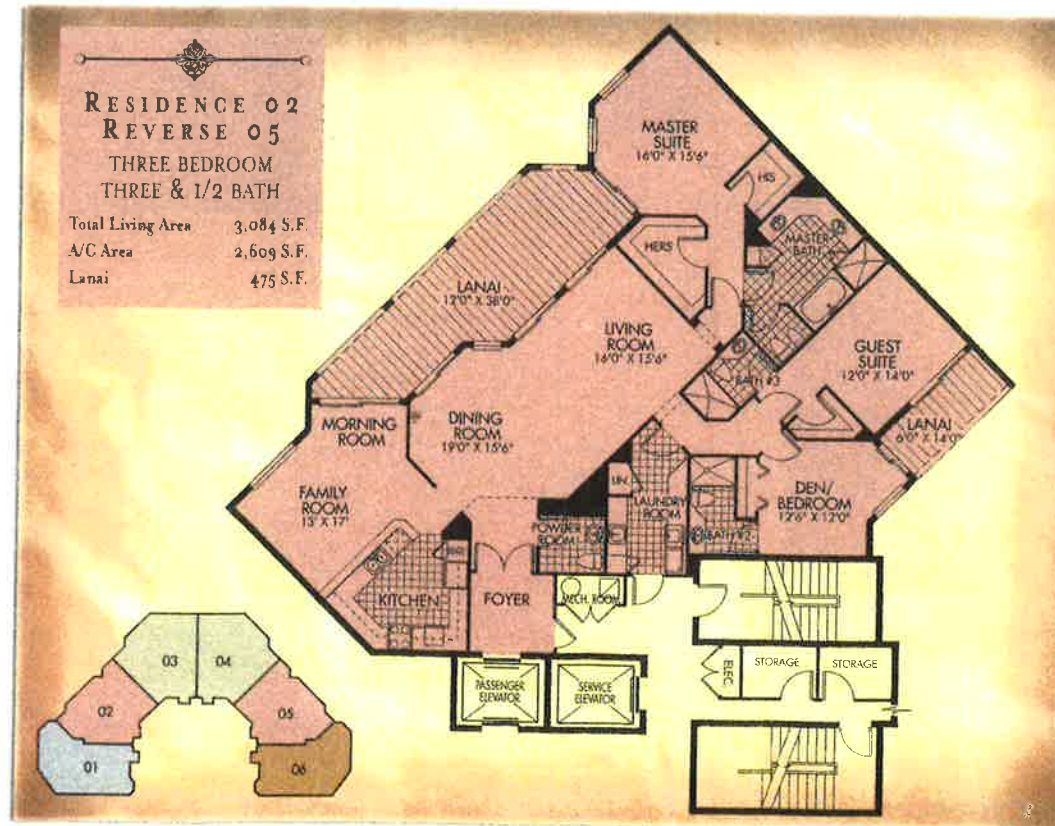 RESIDENCE 02
REVERSE 05
THREE BEDROOM
THREE & 1/2 BATH
Total Living Area 3,084 S.F.
A/C Area 2,609 S.F.
Lanai 475 S.F.
MASTER
SUITE
16'0" X 15'6"
HIS
HERS
MASTER
BATH
LANAI
12'0" X 38'0"
LIVING
ROOM
16'0" X 15'6"
GUEST
SUITE
12'0" X 14'0"
BATH #3
LANAI
6'0" X 14'0"
MORNING
ROOM
DINING
ROOM
19'0" X 15'6"
FAMILY
ROOM
13' X 17'
LIN.
LAUNDRY
ROOM
DEN/
BEDROOM
12'6" X 12'0"
POWDER
ROOM
BATH #2
KITCHEN
FOYER
MECH. ROOM
PASSENGER
ELEVATOR
SERVICE
ELEVATOR
ELEC
STORAGE
STORAGE
03
04
02
05
01
06